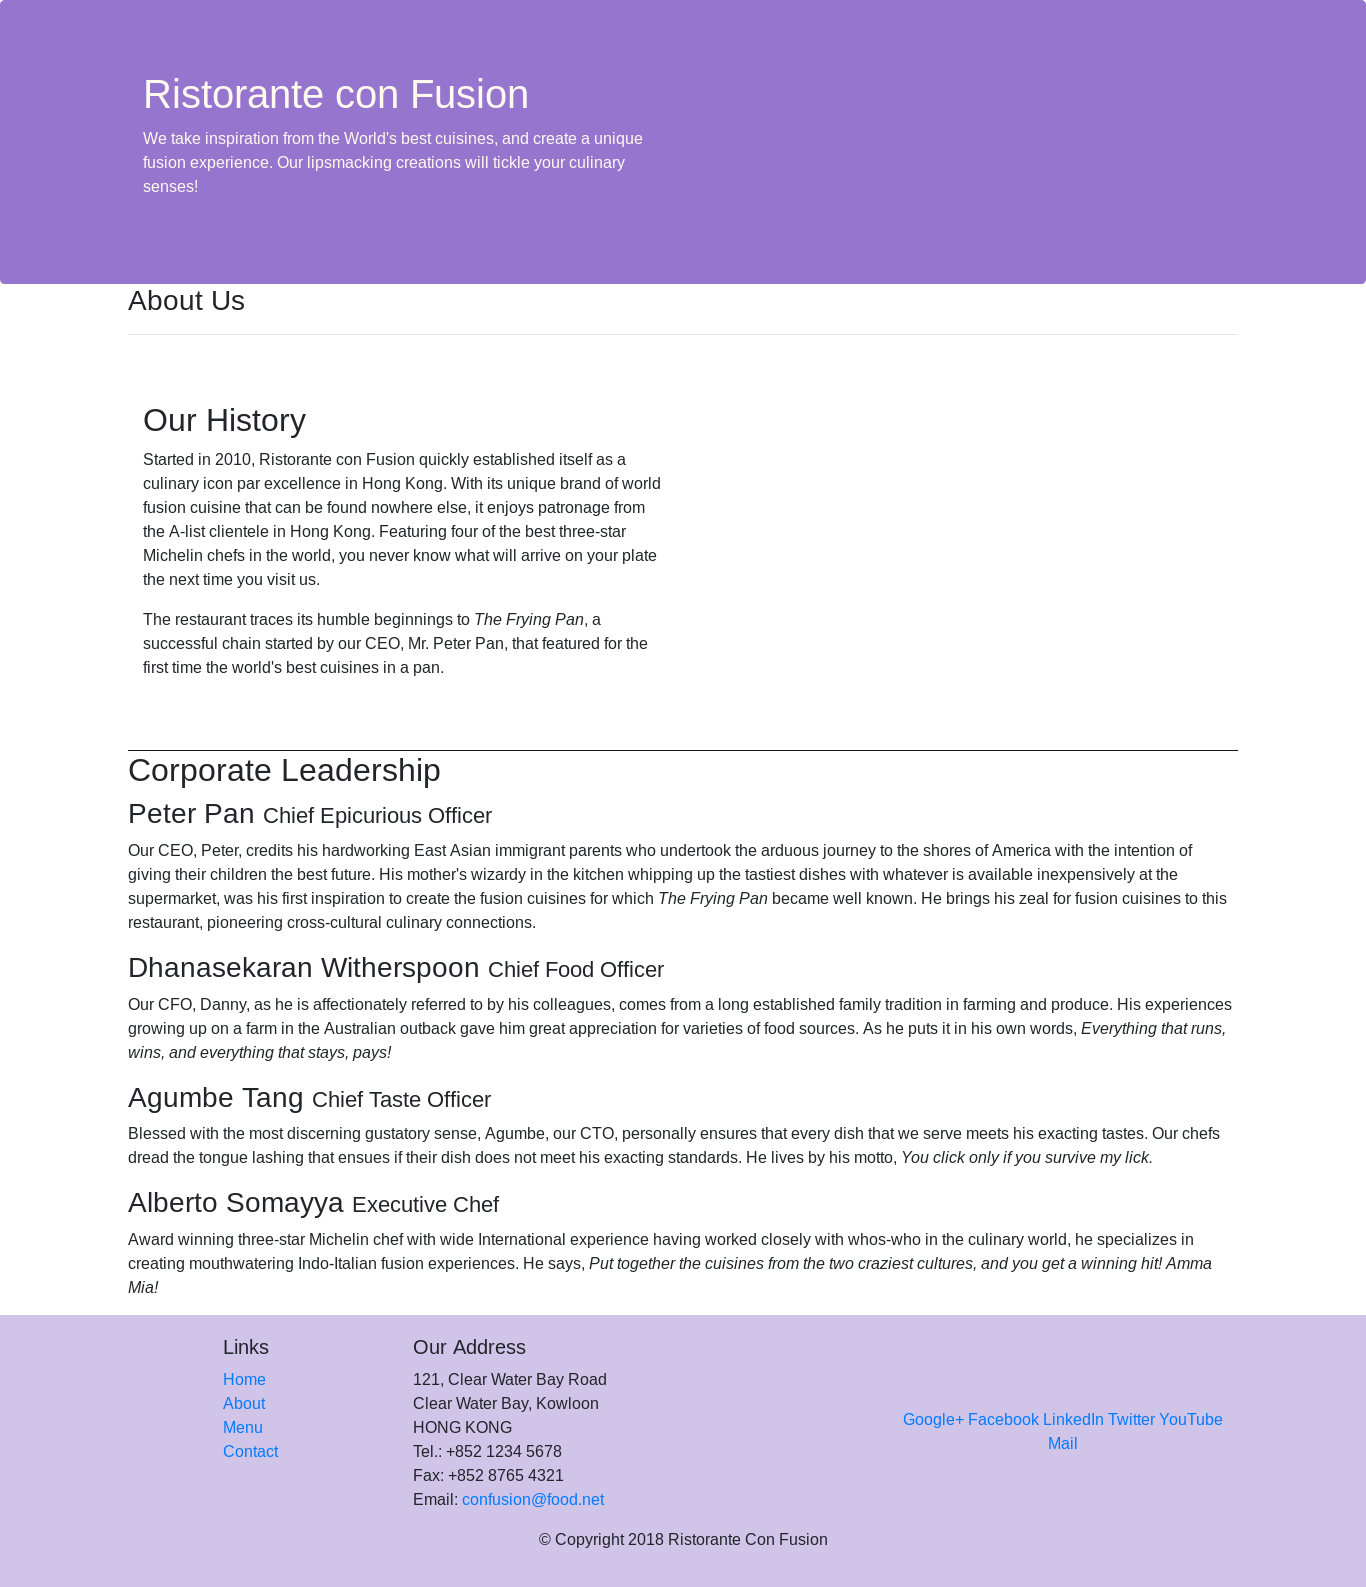 Ristorante con Fusion
We take inspiration from the World's best cuisines, and create a unique
fusion experience. Our lipsmacking creations will tickle your culinary
senses!
About Us
Our History
Started in 2010, Ristorante con Fusion quickly established itself as a
culinary icon par excellence in Hong Kong. With its unique brand of world
fusion cuisine that can be found nowhere else, it enjoys patronage from
the A-list clientele in Hong Kong. Featuring four of the best three-star
Michelin chefs in the world, you never know what will arrive on your plate
the next time you visit us.
The restaurant traces its humble beginnings to The Frying Pan, a
successful chain started by our CEO, Mr. Peter Pan, that featured for the
first time the world's best cuisines in a pan.
Corporate Leadership
Peter Pan Chief Epicurious Officer
Our CEO, Peter, credits his hardworking East Asian immigrant parents who undertook the arduous journey to the shores of America with the intention of
giving their children the best future. His mother's wizardy in the kitchen whipping up the tastiest dishes with whatever is available inexpensively at the
supermarket, was his first inspiration to create the fusion cuisines for which The Frying Pan became well known. He brings his zeal for fusion cuisines to this
restaurant, pioneering cross-cultural culinary connections.
Dhanasekaran Witherspoon Chief Food Officer
Our CFO, Danny, as he is affectionately referred to by his colleagues, comes from a long established family tradition in farming and produce. His experiences
growing up on a farm in the Australian outback gave him great appreciation for varieties of food sources. As he puts it in his own words, Everything that runs,
wins, and everything that stays, pays!
Agumbe Tang Chief Taste Officer
Blessed with the most discerning gustatory sense, Agumbe, our CTO, personally ensures that every dish that we serve meets his exacting tastes. Our chefs
dread the tongue lashing that ensues if their dish does not meet his exacting standards. He lives by his motto, You click only if you survive my lick.
Alberto Somayya Executive Chef
Award winning three-star Michelin chef with wide International experience having worked closely with whos-who in the culinary world, he specializes in
creating mouthwatering Indo-Italian fusion experiences. He says, Put together the cuisines from the two craziest cultures, and you get a winning hit! Amma
Mia!
Links
Home
About
Menu
Contact
Our Address
121, Clear Water Bay Road
Clear Water Bay, Kowloon
HONG KONG
Tel.: +852 1234 5678
Fax: +852 8765 4321
Email: confusion@food.net
Google+ Facebook LinkedIn Twitter YouTube
Mail
© Copyright 2018 Ristorante Con Fusion